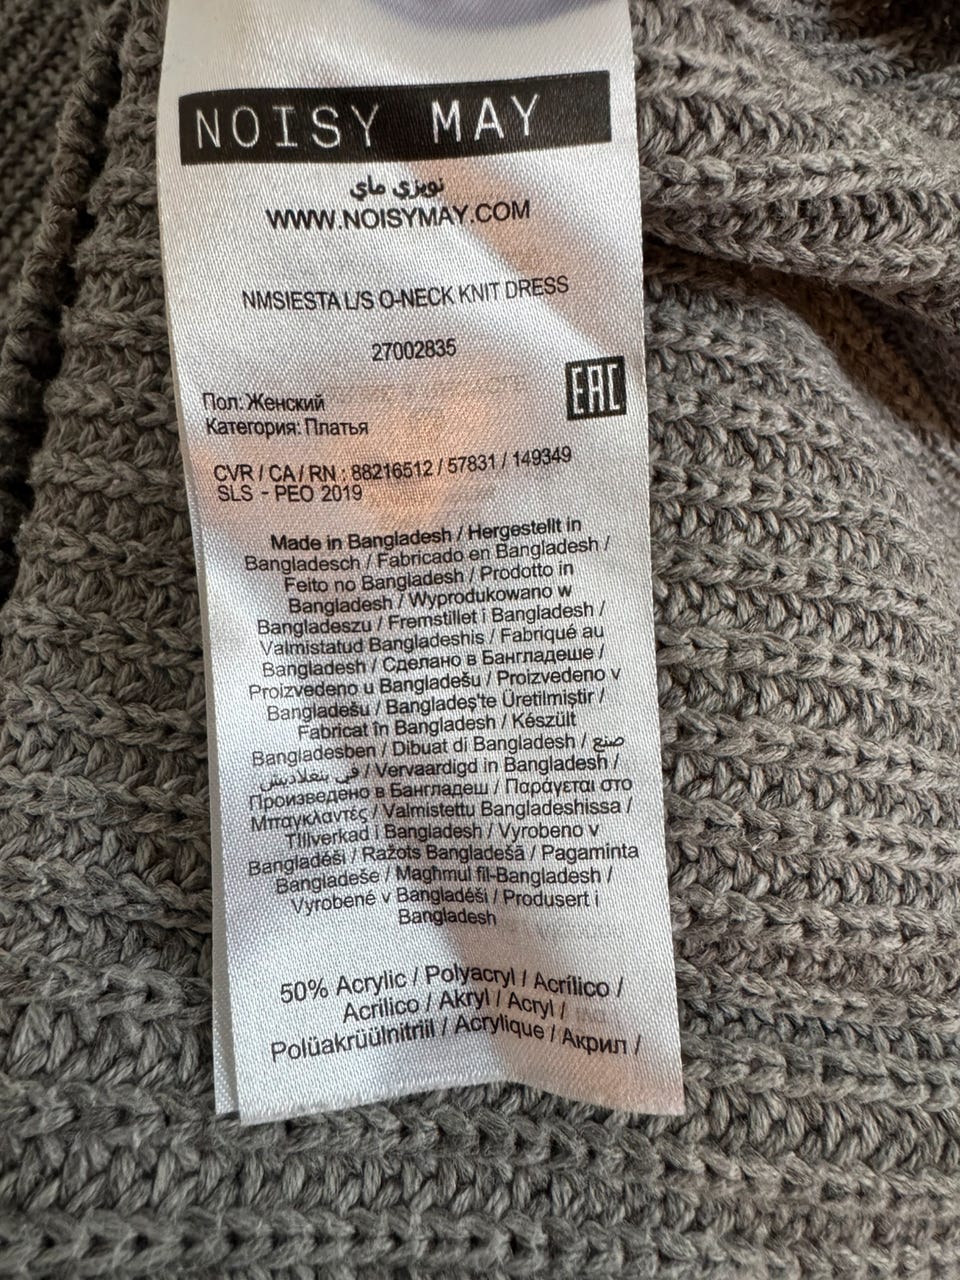 NOISY MAY
نويزي ماي
WWW.NOISYMAY.COM
NMSIESTA L/S O-NECK KNIT DRESS
27002835
EAC
Пол: Женский
Категория: Платья
CVR / CA / RN : 88216512 / 57831 / 149349
SLS - PEO 2019
Made in Bangladesh / Hergestellt in
Bangladesch / Fabricado en Bangladesh /
Feito no Bangladesh / Prodotto in
Bangladesh / Wyprodukowano w
Bangladeszu / Fremstillet i Bangladesh /
Valmistatud Bangladeshis / Fabriqué au
Bangladesh / Сделано в Бангладеше /
Proizvedeno u Bangladešu / Proizvedeno v
Bangladešu / Bangladeş'te Üretilmiştir /
Fabricat în Bangladesh / Készült
Bangladesben / Dibuat di Bangladesh / صنع
في بنغلاديش / Vervaardigd in Bangladesh /
Произведено в Бангладеш / Παράγεται στο
Μπαγκλαντές / Valmistettu Bangladeshissa /
Tillverkad i Bangladesh / Vyrobeno v
Bangladéši / Ražots Bangladešā / Pagaminta
Bangladeše / Maghmul fil-Bangladesh /
Vyrobené v Bangladéši / Produsert i
Bangladesh
50% Acrylic / Polyacryl / Acrílico /
Acrilico / Akryl / Acryl /
Polüakrüülnitriil / Acrylique / Акрил /